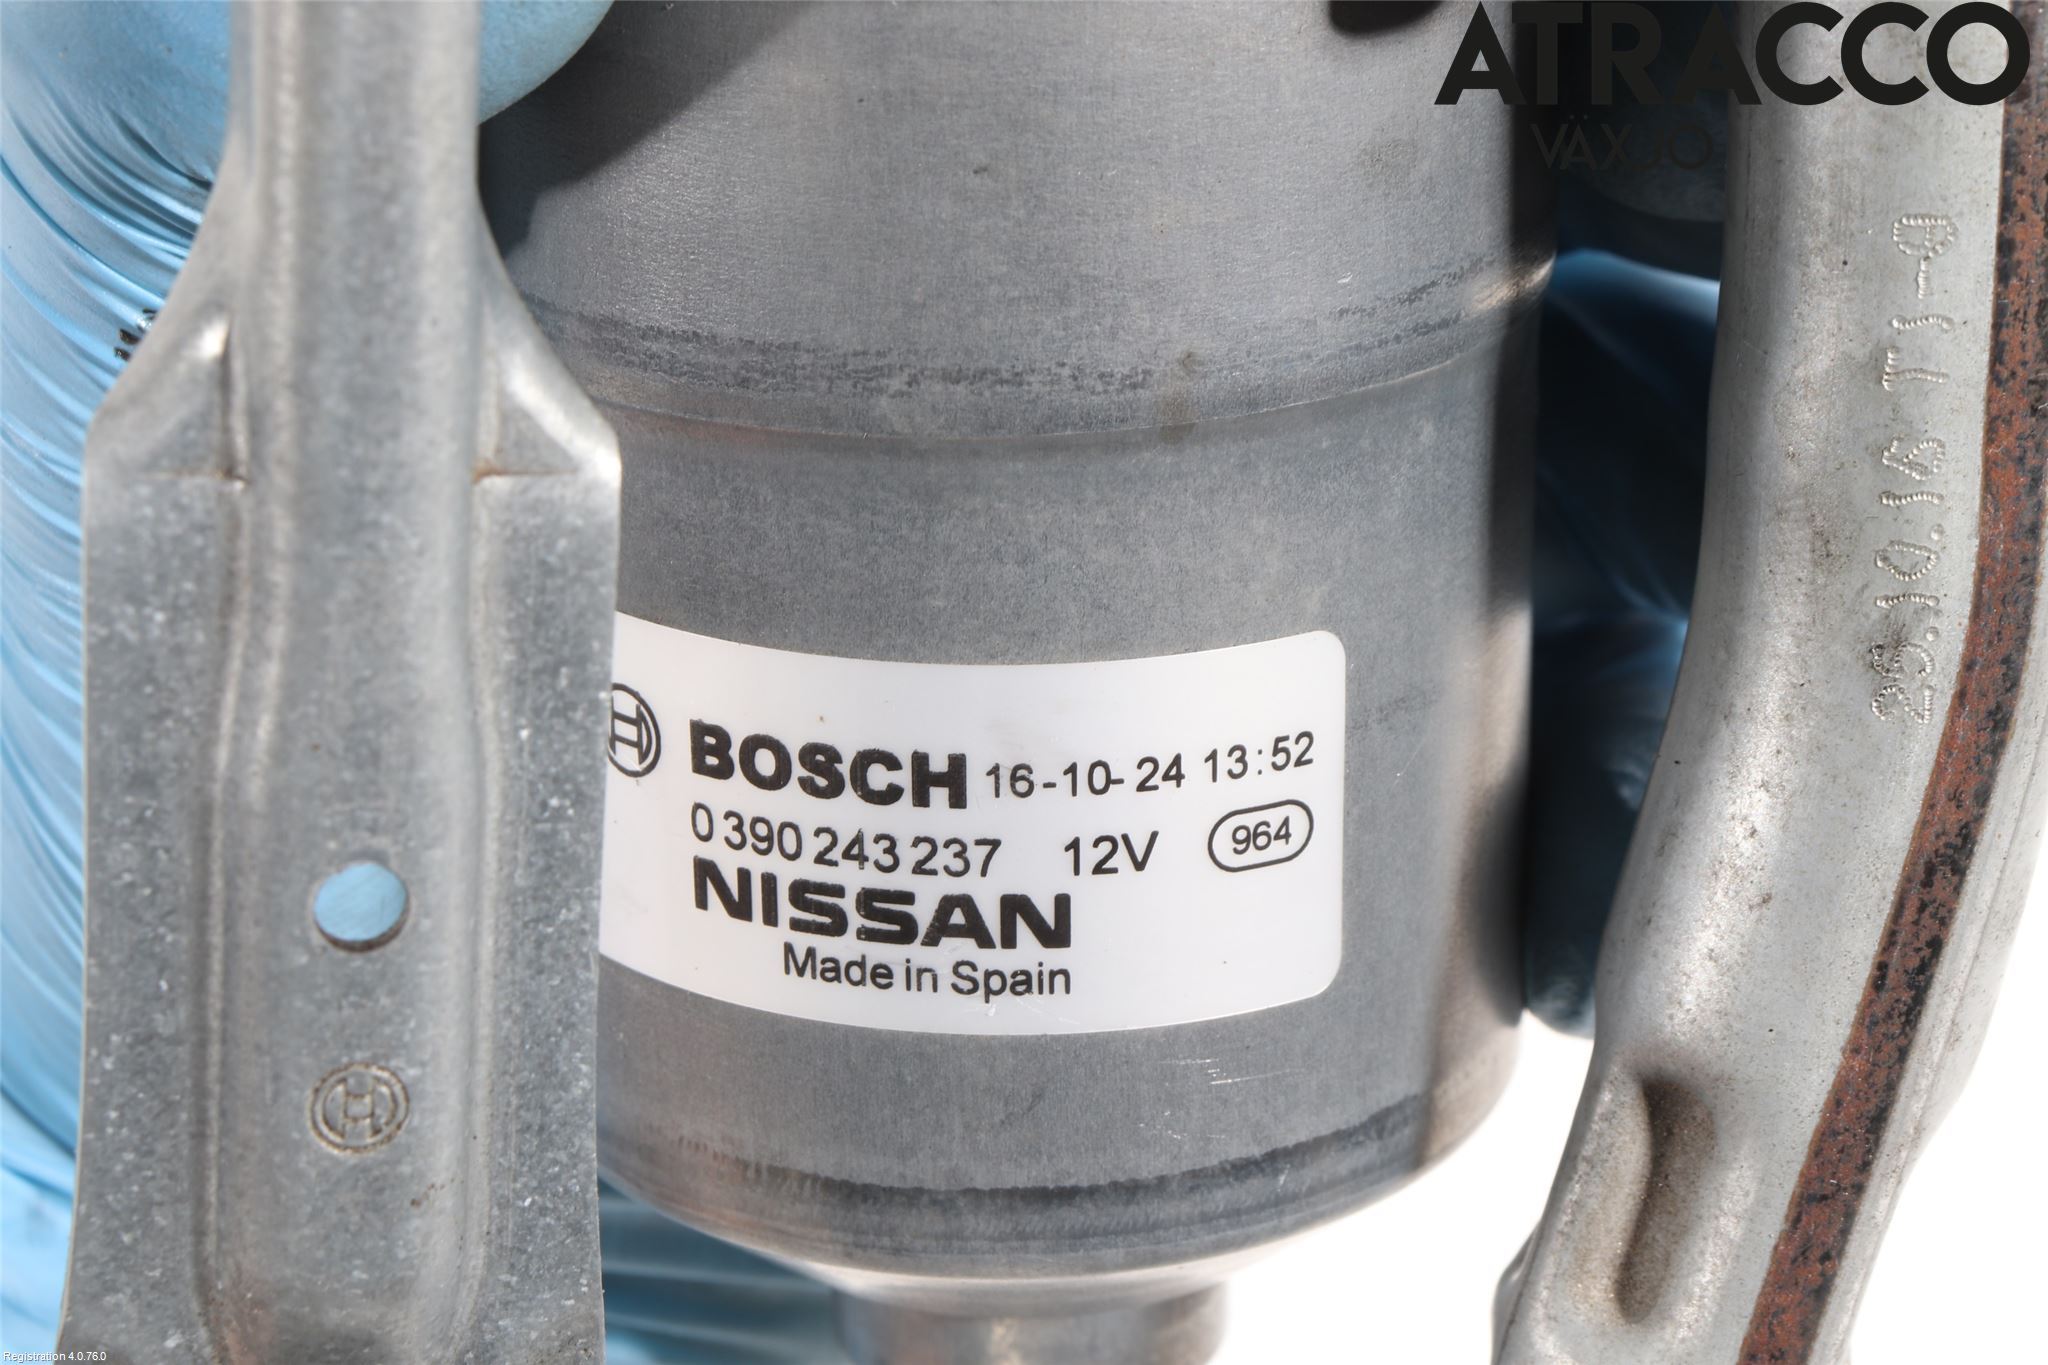 ATRACCO
VÄXJÖ
BOSCH 16-10-24 13:52
0 390 243 237 12V 964
NISSAN
Made in Spain
Registration 4.0.76.0